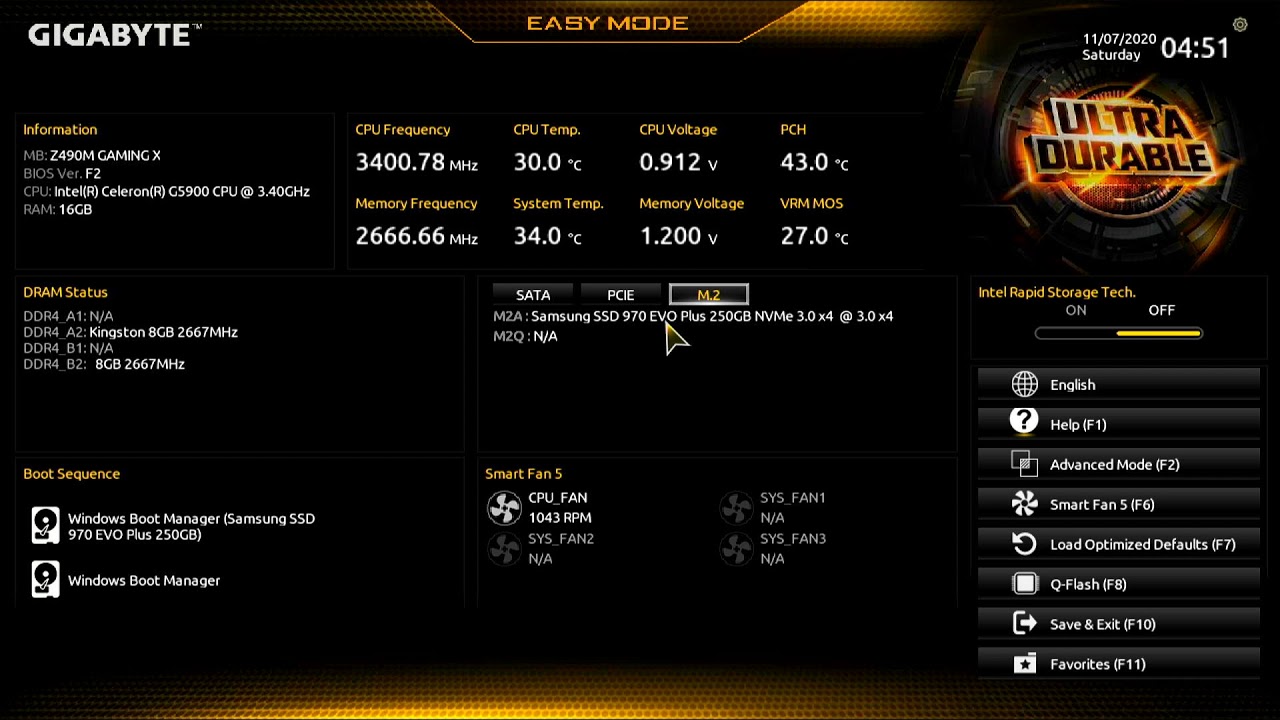 EASY MODE
GIGABYTE™
11/07/2020
Saturday
04:51
ULTRA
DURABLE
Information
MB: Z490M GAMING X
BIOS Ver. F2
CPU: Intel(R) Celeron(R) G5900 CPU @ 3.40GHz
RAM: 16GB
CPU Frequency CPU Temp. CPU Voltage PCH
3400.78 MHz 30.0 °C 0.912 V 43.0 °C
Memory Frequency System Temp. Memory Voltage VRM MOS
2666.66 MHz 34.0 °C 1.200 V 27.0 °C
DRAM Status
DDR4_A1: N/A
DDR4_A2: Kingston 8GB 2667MHz
DDR4_B1: N/A
DDR4_B2: 8GB 2667MHz
SATA PCIE M.2
M2A : Samsung SSD 970 EVO Plus 250GB NVMe 3.0 x4 @ 3.0 x4
M2Q : N/A
Intel Rapid Storage Tech.
ON OFF
Boot Sequence
Windows Boot Manager (Samsung SSD
970 EVO Plus 250GB)
Windows Boot Manager
Smart Fan 5
CPU_FAN
1043 RPM
SYS_FAN1
N/A
SYS_FAN2
N/A
SYS_FAN3
N/A
English
Help (F1)
Advanced Mode (F2)
Smart Fan 5 (F6)
Load Optimized Defaults (F7)
Q-Flash (F8)
Save & Exit (F10)
Favorites (F11)